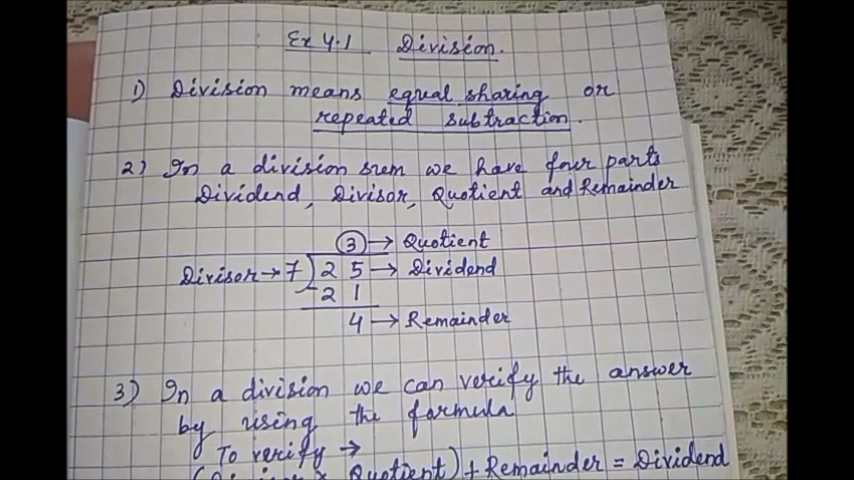 Ex 4.1 Division.
1) Division means equal sharing or
repeated subtraction.
2) In a division sum we have four parts
Dividend, Divisor, Quotient and Remainder
3 → Quotient
Divisor → 7) 2 5 → Dividend
- 2 1
4 → Remainder
3) In a division we can verify the answer
by using the formula
To verify →
Quotient) + Remainder = Dividend